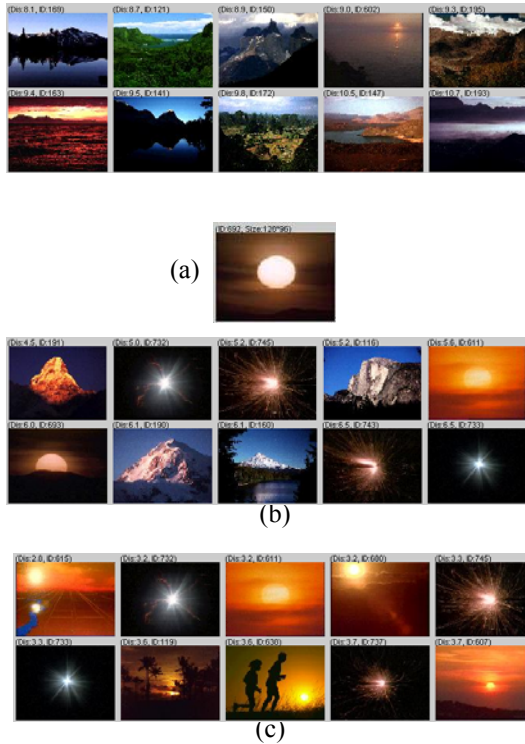 (Dis:8.1, ID:169) (Dis:8.7, ID:121) (Dis:8.9, ID:150) (Dis:9.0, ID:602) (Dis:9.3, ID:195)
(Dis:9.4, ID:163) (Dis:9.5, ID:141) (Dis:9.8, ID:172) (Dis:10.5, ID:147) (Dis:10.7, ID:193)
(ID:692, Size:128*96)
(a)
(Dis:4.5, ID:191) (Dis:5.0, ID:732) (Dis:5.2, ID:745) (Dis:5.2, ID:116) (Dis:5.6, ID:611)
(Dis:6.0, ID:693) (Dis:6.1, ID:190) (Dis:6.1, ID:160) (Dis:6.5, ID:743) (Dis:6.5, ID:733)
(b)
(Dis:2.8, ID:615) (Dis:3.2, ID:732) (Dis:3.2, ID:611) (Dis:3.2, ID:680) (Dis:3.3, ID:745)
(Dis:3.3, ID:733) (Dis:3.6, ID:119) (Dis:3.6, ID:630) (Dis:3.7, ID:737) (Dis:3.7, ID:607)
(c)